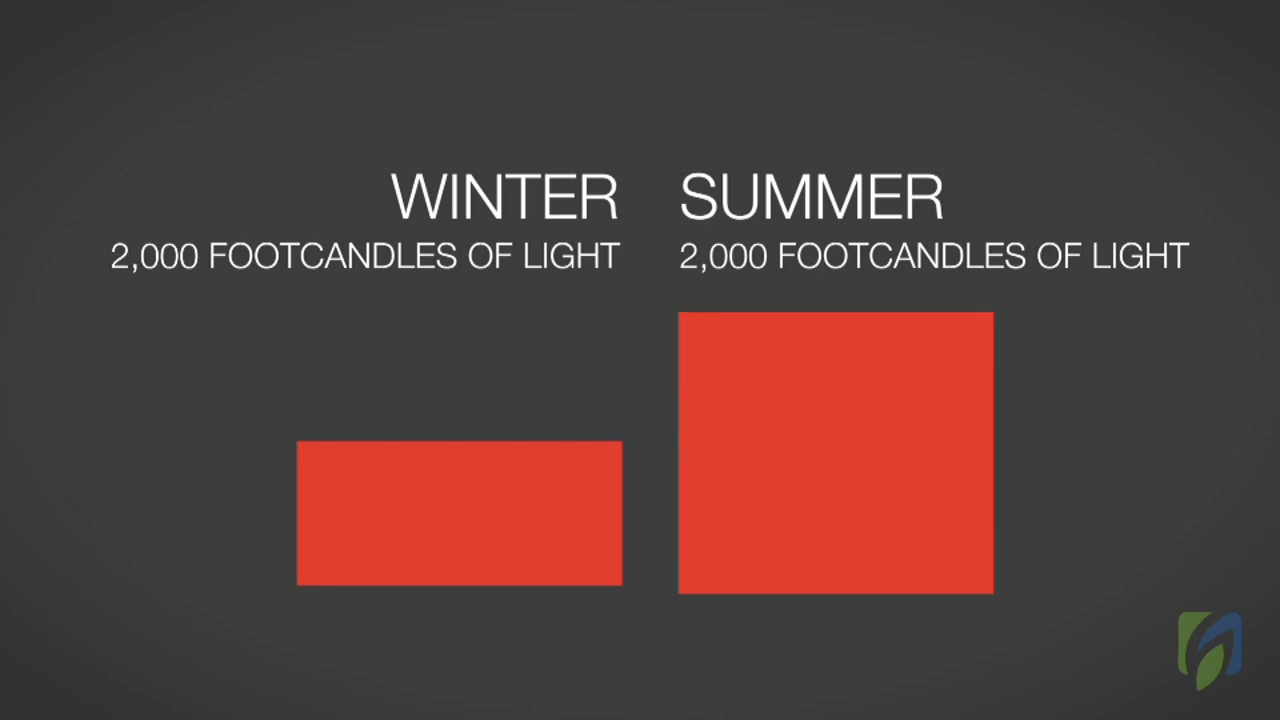 WINTER
2,000 FOOTCANDLES OF LIGHT
SUMMER
2,000 FOOTCANDLES OF LIGHT